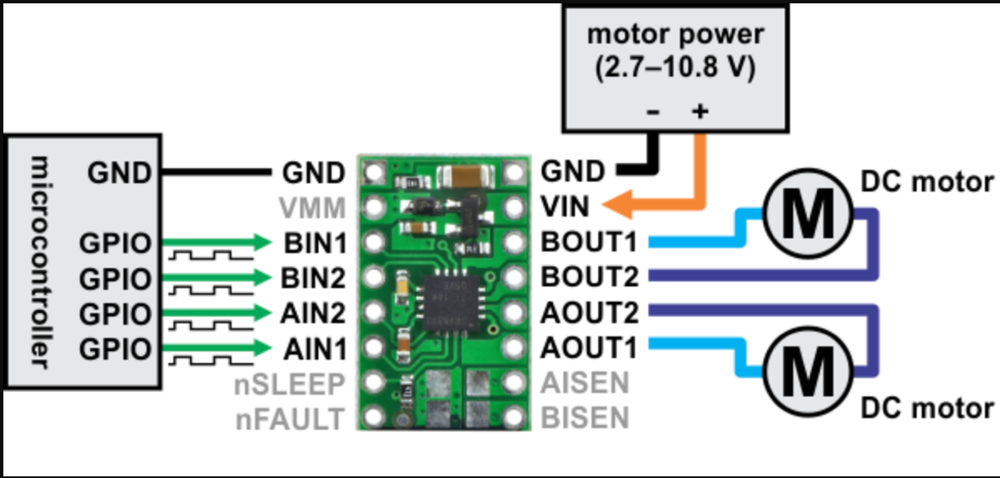 motor power
(2.7–10.8 V)
- +
microcontroller
GND
GPIO
GPIO
GPIO
GPIO
GND
VMM
BIN1
BIN2
AIN2
AIN1
nSLEEP
nFAULT
GND
VIN
BOUT1
BOUT2
AOUT2
AOUT1
AISEN
BISEN
M
DC motor
M
DC motor